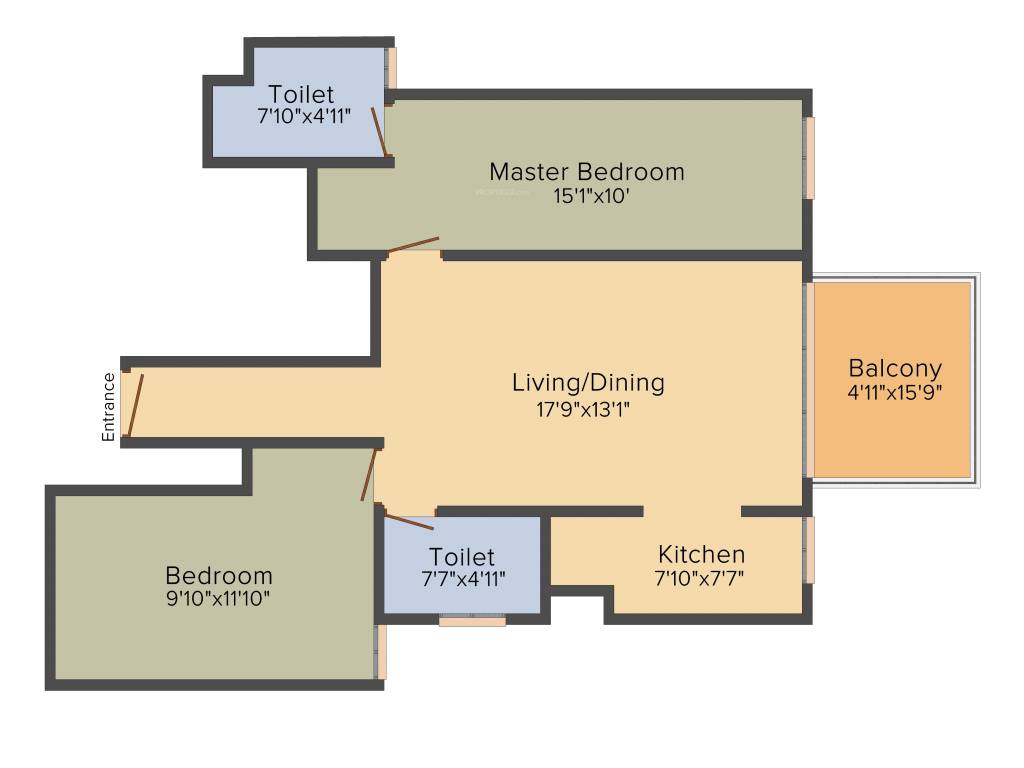 Toilet
7'10"x4'11"
Master Bedroom
15'1"x10'
Entrance
Living/Dining
17'9"x13'1"
Balcony
4'11"x15'9"
Bedroom
9'10"x11'10"
Toilet
7'7"x4'11"
Kitchen
7'10"x7'7"